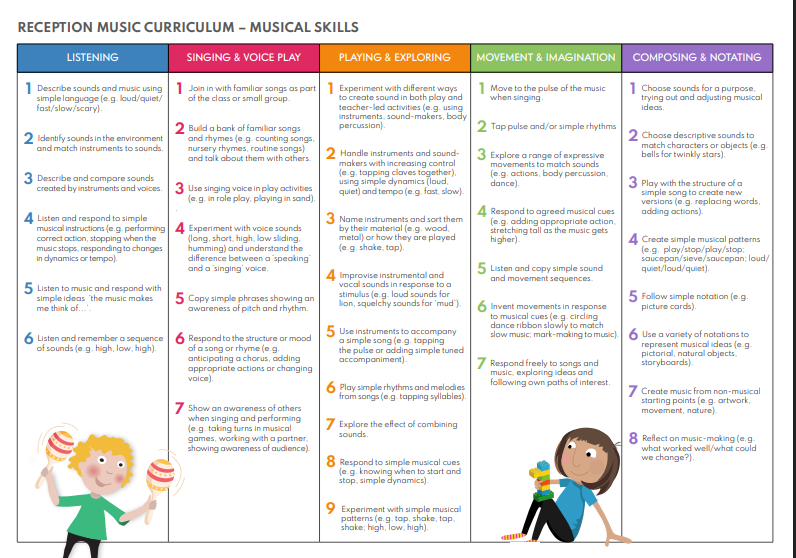 RECEPTION MUSIC CURRICULUM – MUSICAL SKILLS
LISTENING
1 Describe sounds and music using
simple language (e.g. loud/quiet/
fast/slow/scary).
2 Identify sounds in the environment
and match instruments to sounds.
3 Describe and compare sounds
created by instruments and voices.
4 Listen and respond to simple
musical instructions (e.g. performing
correct action, stopping when the
music stops, responding to changes
in dynamics or tempo).
5 Listen to music and respond with
simple ideas 'the music makes
me think of...'.
6 Listen and remember a sequence
of sounds (e.g. high, low, high).
SINGING & VOICE PLAY
1 Join in with familiar songs as part
of the class or small group.
2 Build a bank of familiar songs
and rhymes (e.g. counting songs,
nursery rhymes, routine songs)
and talk about them with others.
3 Use singing voice in play activities
(e.g. in role play, playing in sand).
.
4 Experiment with voice sounds
(long, short, high, low sliding,
humming) and understand the
difference between a 'speaking'
and a 'singing' voice.
5 Copy simple phrases showing an
awareness of pitch and rhythm.
6 Respond to the structure or mood
of a song or rhyme (e.g.
anticipating a chorus, adding
appropriate actions or changing
voice).
7 Show an awareness of others
when singing and performing
(e.g. taking turns in musical
games, working with a partner,
showing awareness of audience).
PLAYING & EXPLORING
1 Experiment with different ways
to create sound in both play and
teacher-led activities (e.g. using
instruments, sound-makers, body
percussion).
2 Handle instruments and sound-
makers with increasing control
(e.g. tapping claves together),
using simple dynamics (loud,
quiet) and tempo (e.g. fast, slow).
3 Name instruments and sort them
by their material (e.g. wood,
metal) or how they are played
(e.g. shake, tap).
4 Improvise instrumental and
vocal sounds in response to a
stimulus (e.g. loud sounds for
lion, squelchy sounds for 'mud').
5 Use instruments to accompany
a simple song (e.g. tapping
the pulse or adding simple tuned
accompaniment).
6 Play simple rhythms and melodies
from songs (e.g. tapping syllables).
7 Explore the effect of combining
sounds.
8 Respond to simple musical cues
(e.g. knowing when to start and
stop, simple dynamics).
9 Experiment with simple musical
patterns (e.g. tap, shake, tap,
shake; high, low, high).
MOVEMENT & IMAGINATION
1 Move to the pulse of the music
when singing.
2 Tap pulse and/or simple rhythms
3 Explore a range of expressive
movements to match sounds
(e.g. actions, body percussion,
dance).
4 Respond to agreed musical cues
(e.g. adding appropriate action,
stretching tall as the music gets
higher).
5 Listen and copy simple sound
and movement sequences.
6 Invent movements in response
to musical cues (e.g. circling
dance ribbon slowly to match
slow music; mark-making to music).
7 Respond freely to songs and
music, exploring ideas and
following own paths of interest.
COMPOSING & NOTATING
1 Choose sounds for a purpose,
trying out and adjusting musical
ideas.
2 Choose descriptive sounds to
match characters or objects (e.g.
bells for twinkly stars).
3 Play with the structure of a
simple song to create new
versions (e.g. replacing words,
adding actions).
4 Create simple musical patterns
(e.g. play/stop/play/stop;
saucepan/sieve/saucepan; loud/
quiet/loud/quiet).
5 Follow simple notation (e.g.
picture cards).
6 Use a variety of notations to
represent musical ideas (e.g.
pictorial, natural objects,
storyboards).
7 Create music from non-musical
starting points (e.g. artwork,
movement, nature).
8 Reflect on music-making (e.g.
what worked well/what could
we change?).